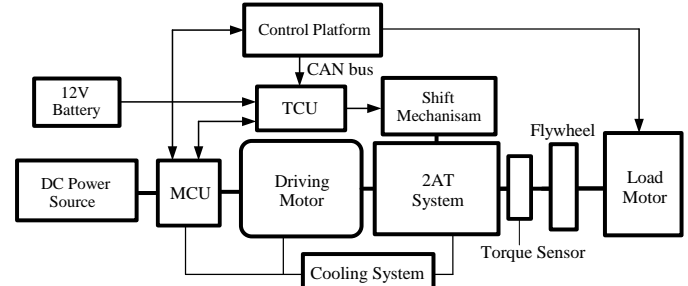 Control Platform
CAN bus
12V
Battery
TCU
Shift
Mechanisam
Flywheel
DC Power
Source
MCU
Driving
Motor
2AT
System
Load
Motor
Torque Sensor
Cooling System